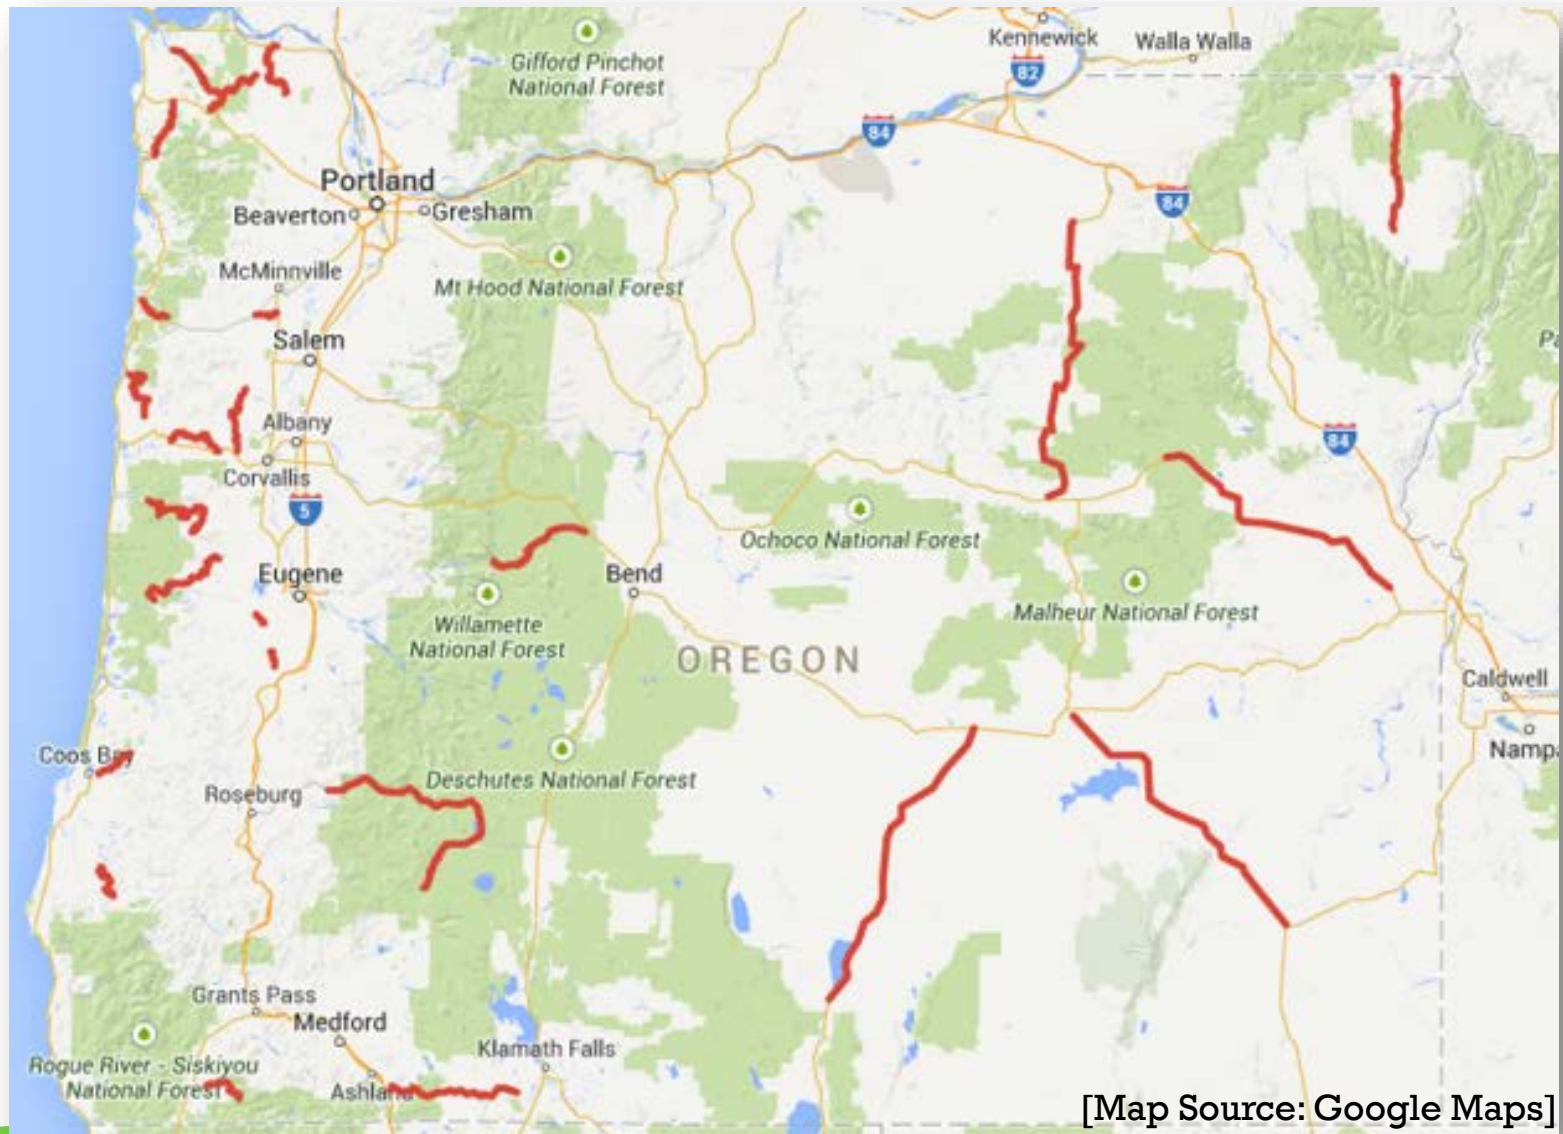 Gifford Pinchot
National Forest
Kennewick
Walla Walla
82
84
Portland
Beaverton
Gresham
84
McMinnville
Mt Hood National Forest
Salem
Albany
84
Corvallis
5
Ochoco National Forest
Eugene
Bend
Willamette
National Forest
Malheur National Forest
OREGON
Caldwell
Coos Bay
Nampa
Deschutes National Forest
Roseburg
Grants Pass
Medford
Klamath Falls
Rogue River - Siskiyou
National Forest
Ashland
[Map Source: Google Maps]